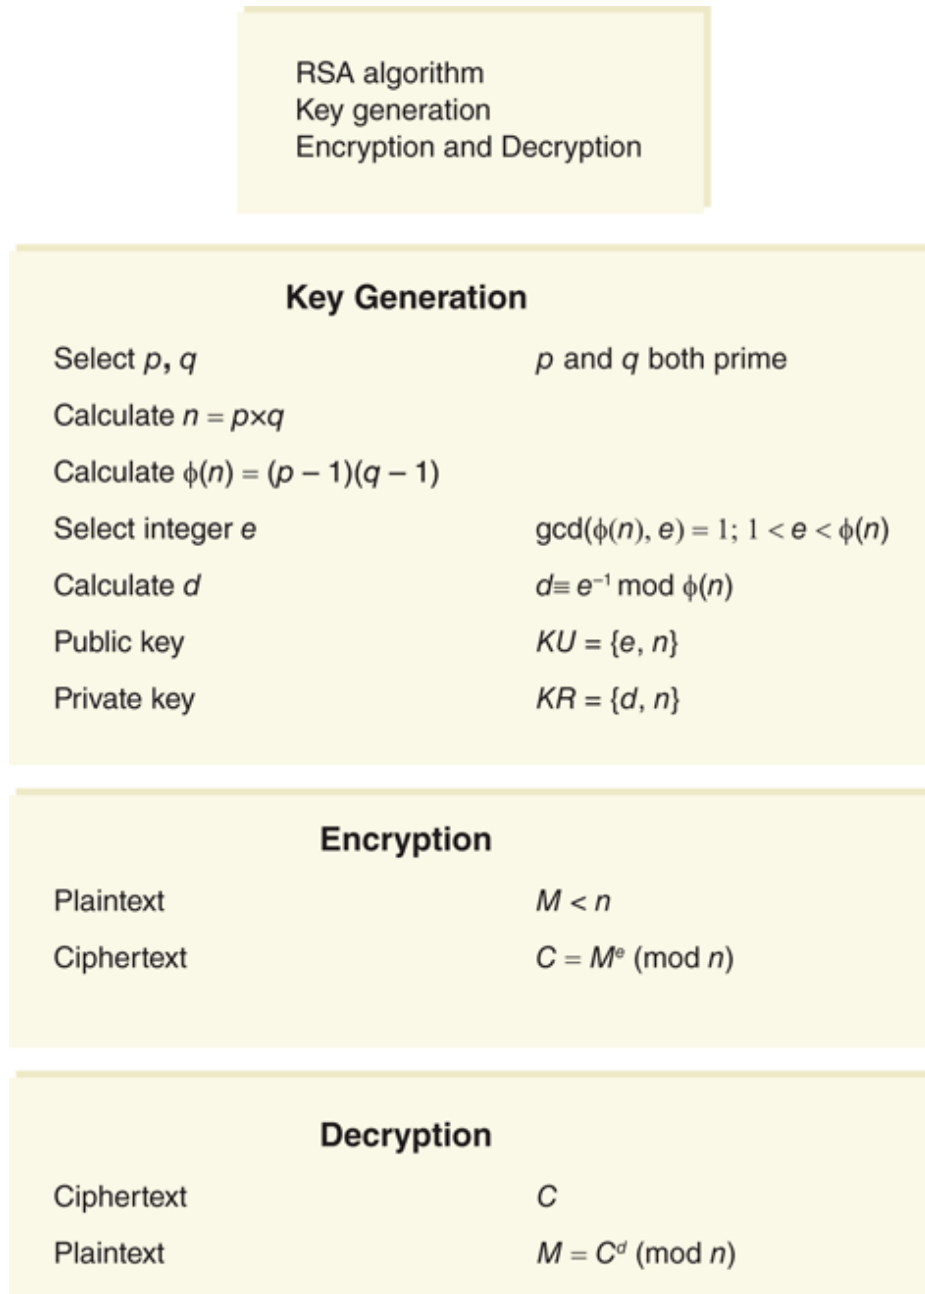 RSA algorithm
Key generation
Encryption and Decryption
Key Generation
Select p, q p and q both prime
Calculate n = p×q
Calculate ϕ(n) = (p – 1)(q – 1)
Select integer e gcd(ϕ(n), e) = 1; 1 < e < ϕ(n)
Calculate d d≡ e⁻¹ mod ϕ(n)
Public key KU = {e, n}
Private key KR = {d, n}
Encryption
Plaintext M < n
Ciphertext C = Mᵉ (mod n)
Decryption
Ciphertext C
Plaintext M = Cᵈ (mod n)